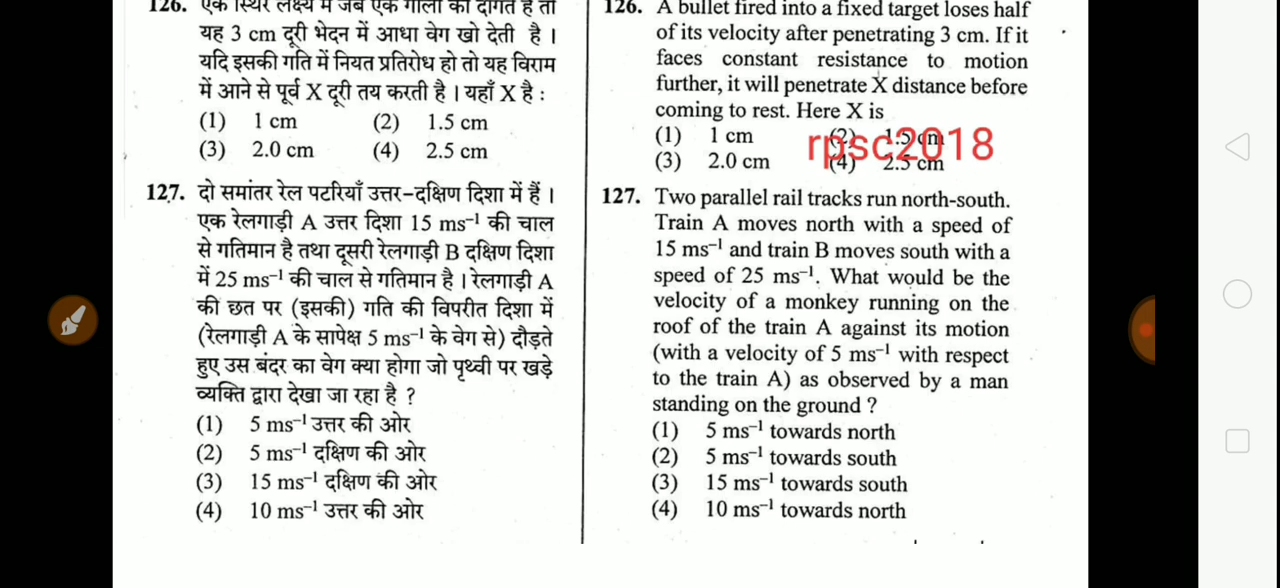 126. एक स्थिर लक्ष्य में जब एक गोली को दागते हैं तो
यह 3 cm दूरी भेदन में आधा वेग खो देती है ।
यदि इसकी गति में नियत प्रतिरोध हो तो यह विराम
में आने से पूर्व X दूरी तय करती है । यहाँ X है :
(1) 1 cm (2) 1.5 cm
(3) 2.0 cm (4) 2.5 cm
127. दो समांतर रेल पटरियाँ उत्तर-दक्षिण दिशा में हैं ।
एक रेलगाड़ी A उत्तर दिशा 15 ms⁻¹ की चाल
से गतिमान है तथा दूसरी रेलगाड़ी B दक्षिण दिशा
में 25 ms⁻¹ की चाल से गतिमान है । रेलगाड़ी A
की छत पर (इसकी) गति की विपरीत दिशा में
(रेलगाड़ी A के सापेक्ष 5 ms⁻¹ के वेग से) दौड़ते
हुए उस बंदर का वेग क्या होगा जो पृथ्वी पर खड़े
व्यक्ति द्वारा देखा जा रहा है ?
(1) 5 ms⁻¹ उत्तर की ओर
(2) 5 ms⁻¹ दक्षिण की ओर
(3) 15 ms⁻¹ दक्षिण की ओर
(4) 10 ms⁻¹ उत्तर की ओर
126. A bullet fired into a fixed target loses half
of its velocity after penetrating 3 cm. If it
faces constant resistance to motion
further, it will penetrate X distance before
coming to rest. Here X is
(1) 1 cm (2) 1.5 cm
rpsc2018
(3) 2.0 cm (4) 2.5 cm
127. Two parallel rail tracks run north-south.
Train A moves north with a speed of
15 ms⁻¹ and train B moves south with a
speed of 25 ms⁻¹. What would be the
velocity of a monkey running on the
roof of the train A against its motion
(with a velocity of 5 ms⁻¹ with respect
to the train A) as observed by a man
standing on the ground ?
(1) 5 ms⁻¹ towards north
(2) 5 ms⁻¹ towards south
(3) 15 ms⁻¹ towards south
(4) 10 ms⁻¹ towards north